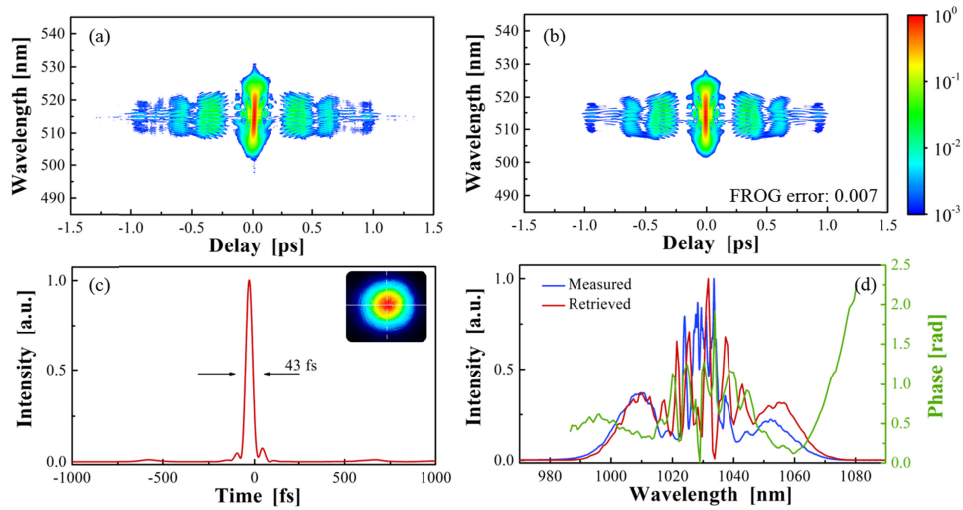 (a)
Wavelength [nm]
540
530
520
510
500
490
-1.5 -1.0 -0.5 0.0 0.5 1.0 1.5
Delay [ps]
(b)
Wavelength [nm]
540
530
520
510
500
490
FROG error: 0.007
-1.5 -1.0 -0.5 0.0 0.5 1.0 1.5
Delay [ps]
10^0
10^-1
10^-2
10^-3
(c)
Intensity [a.u.]
1.0
0.5
0.0
43 fs
-1000 -500 0 500 1000
Time [fs]
(d)
Measured
Retrieved
Intensity [a.u.]
1.0
0.5
0.0
980 1000 1020 1040 1060 1080
Wavelength [nm]
2.5
2.0
1.5
1.0
0.5
0.0
Phase [rad]